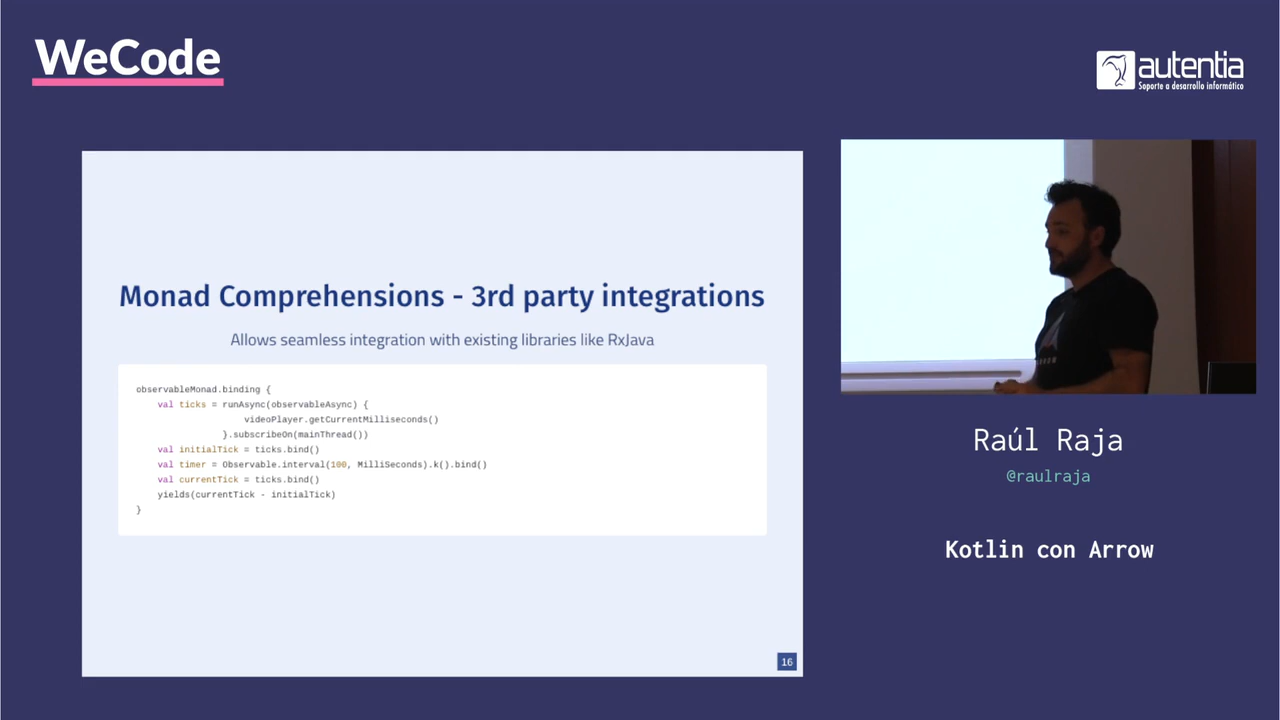 WeCode
autentia
Soporte a desarrollo informático
Monad Comprehensions - 3rd party integrations
Allows seamless integration with existing libraries like RxJava
observableMonad.binding {
    val ticks = runAsync(observableAsync) {
                    videoPlayer.getCurrentMilliseconds()
                }.subscribeOn(mainThread())
    val initialTick = ticks.bind()
    val timer = Observable.interval(100, MilliSeconds).k().bind()
    val currentTick = ticks.bind()
    yields(currentTick - initialTick)
}
16
Raúl Raja
@raulraja
Kotlin con Arrow